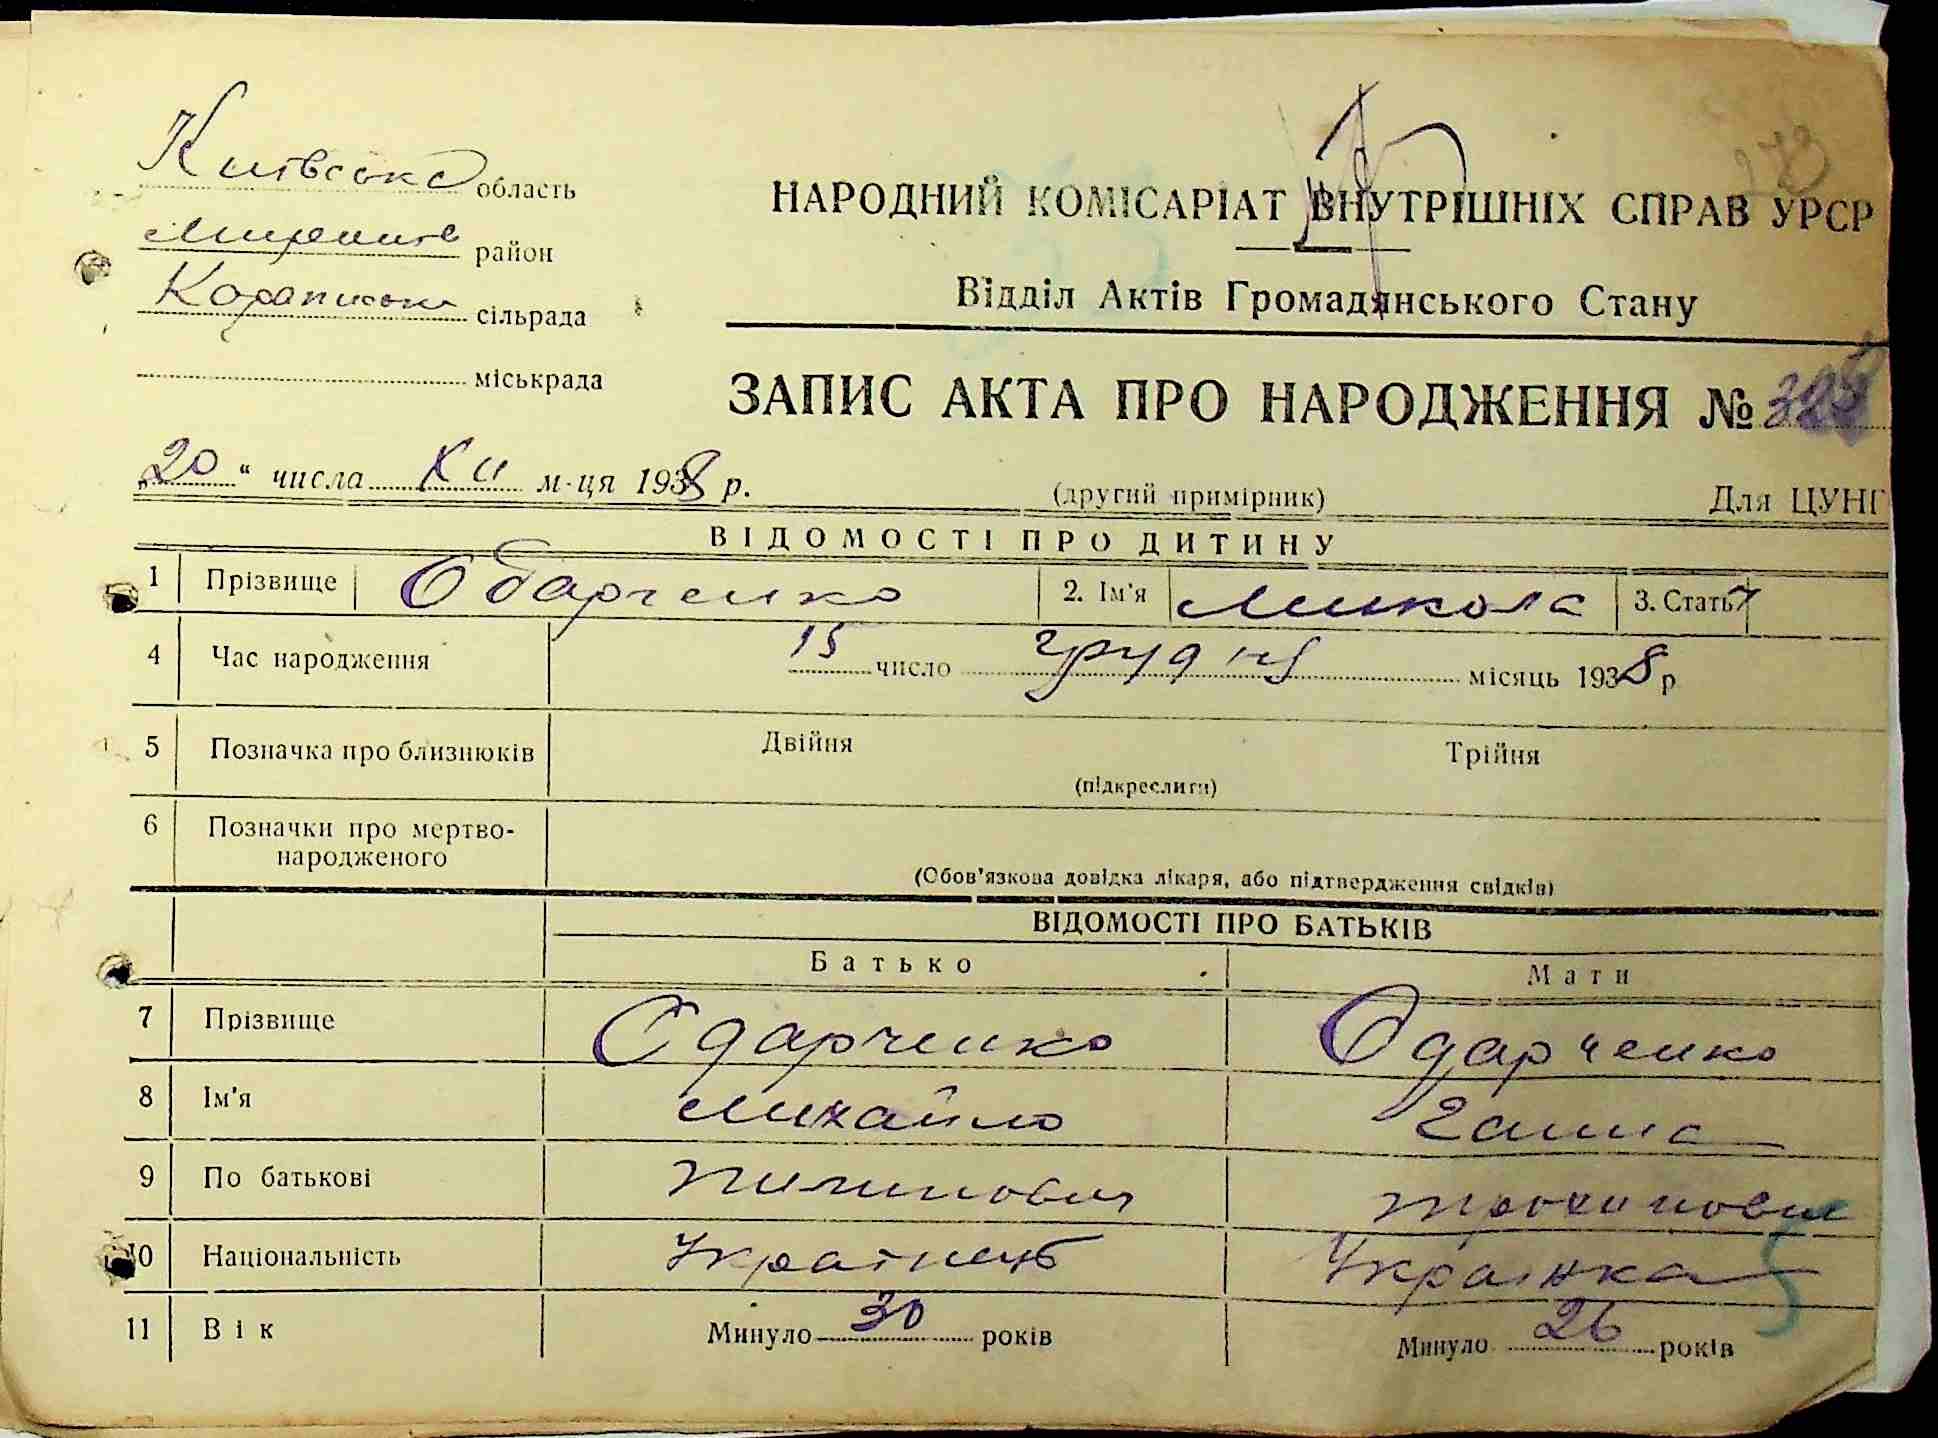 273
Київська область
НАРОДНИЙ КОМІСАРІАТ ВНУТРІШНІХ СПРАВ УРСР
район
сільрада
Відділ Актів Громадянського Стану
міськрада
ЗАПИС АКТА ПРО НАРОДЖЕННЯ №
„20“ числа XII м-ця 1938 р.
(другий примірник)
Для ЦУНГ
ВІДОМОСТІ ПРО ДИТИНУ
1 Прізвище Одарченко 2. Ім'я Микола 3. Стать
4 Час народження 15 число грудня місяць 1938 р
5 Позначка про близнюків Двійня Трійня
(підкреслити)
6 Позначки про мертво-
народженого
(Обов'язкова довідка лікаря, або підтвердження свідків)
ВІДОМОСТІ ПРО БАТЬКІВ
Батько Мати
7 Прізвище Одарченко Одарченко
8 Ім'я Михайло Ганна
9 По батькові Пилипович
10 Національність Українець Українка
11 Вік Минуло 30 років Минуло 26 років